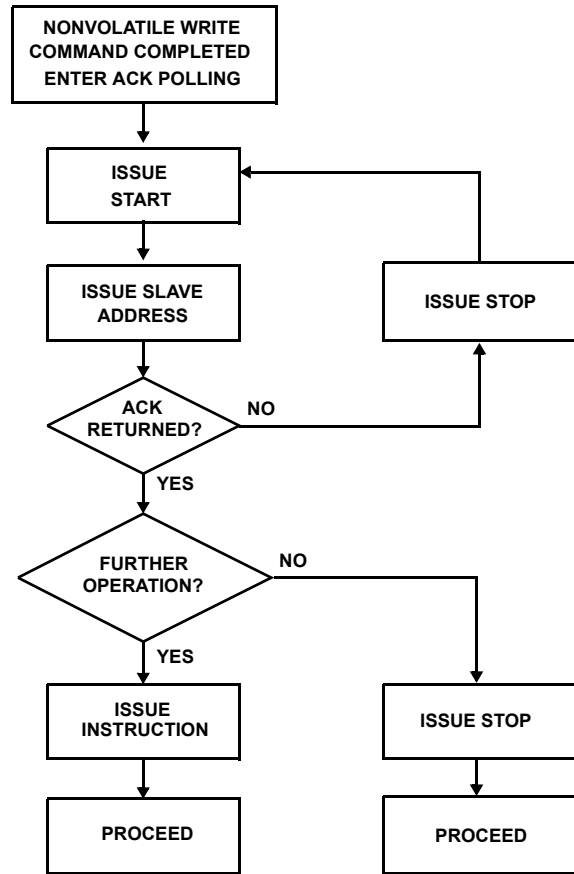 NONVOLATILE WRITE
COMMAND COMPLETED
ENTER ACK POLLING
ISSUE
START
ISSUE SLAVE
ADDRESS
ISSUE STOP
ACK
RETURNED?
NO
YES
FURTHER
OPERATION?
NO
YES
ISSUE
INSTRUCTION
ISSUE STOP
PROCEED
PROCEED